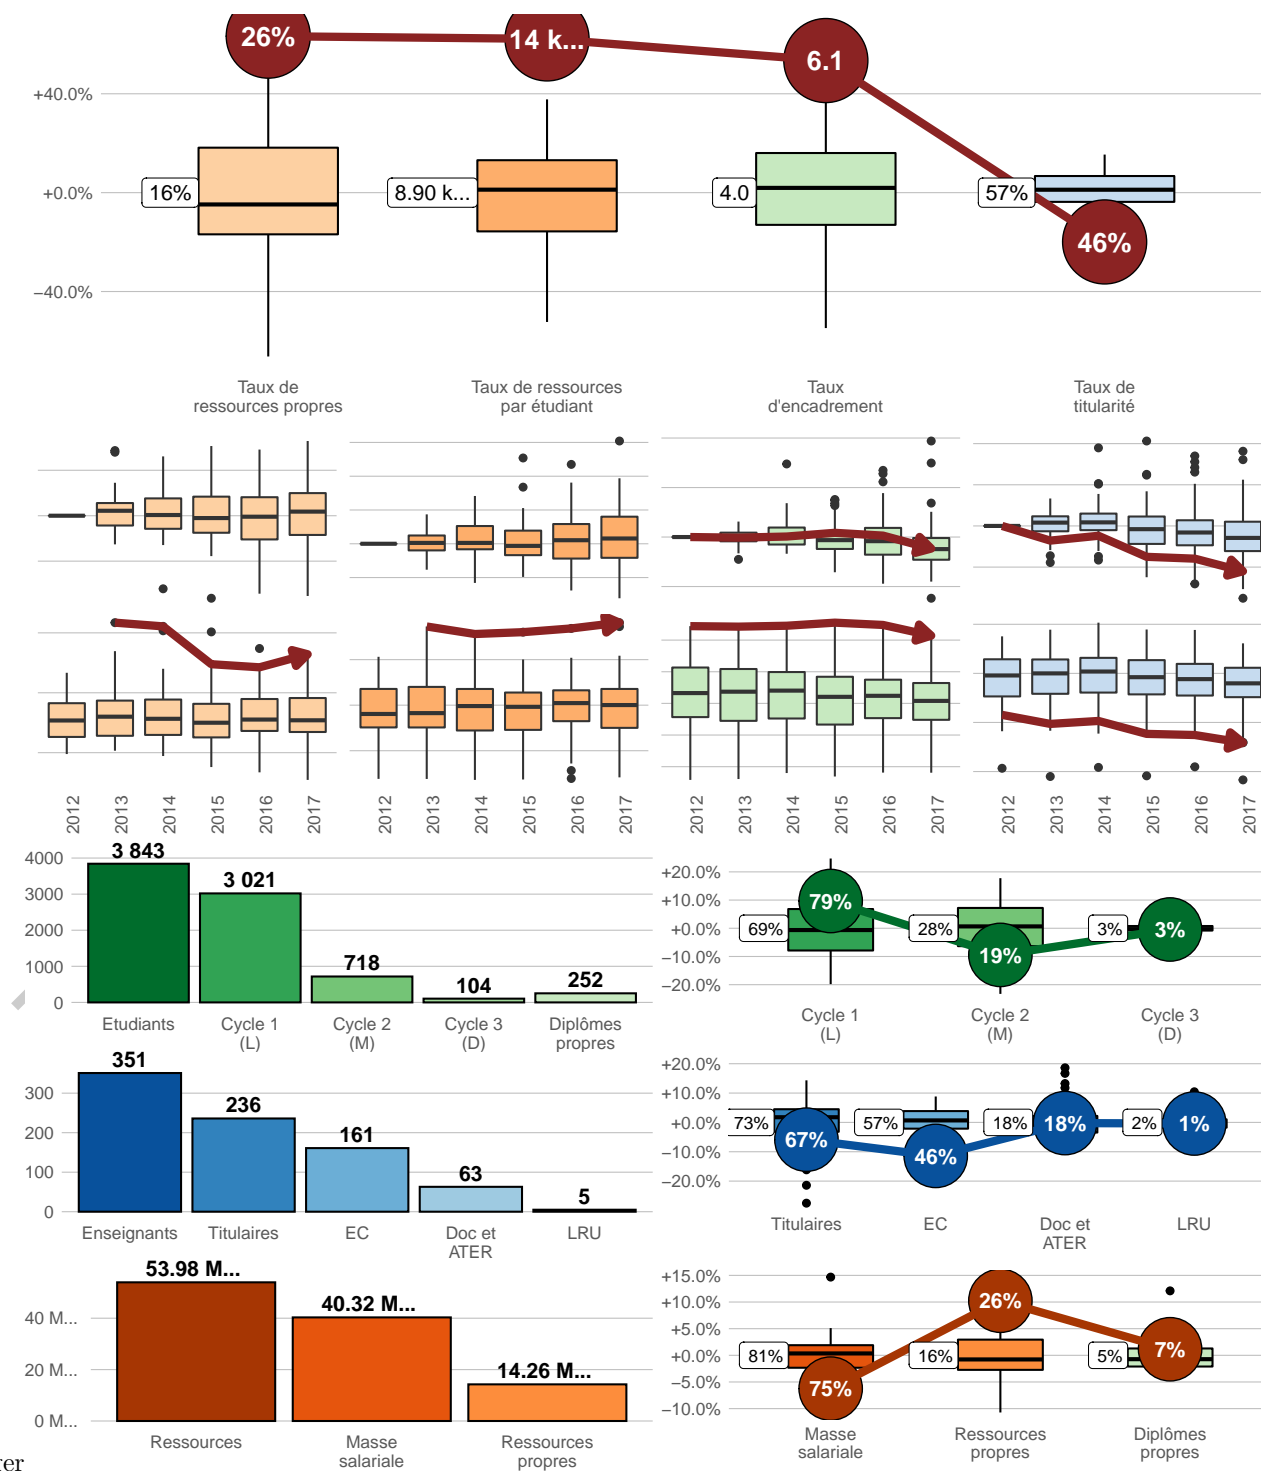 26%
14 k...
6.1
+40.0%
16%
8.90 k...
4.0
57%
+0.0%
46%
−40.0%
Taux de
ressources propres
Taux de ressources
par étudiant
Taux
d'encadrement
Taux de
titularité
2012
2013
2014
2015
2016
2017
2012
2013
2014
2015
2016
2017
2012
2013
2014
2015
2016
2017
2012
2013
2014
2015
2016
2017
4000
3000
2000
1000
0
3 843
3 021
718
104
252
Etudiants
Cycle 1
(L)
Cycle 2
(M)
Cycle 3
(D)
Diplômes
propres
+20.0%
+10.0%
+0.0%
−10.0%
−20.0%
69%
79%
28%
19%
3%
3%
Cycle 1
(L)
Cycle 2
(M)
Cycle 3
(D)
300
200
100
0
351
236
161
63
5
Enseignants
Titulaires
EC
Doc et
ATER
LRU
+20.0%
+10.0%
+0.0%
−10.0%
−20.0%
73%
67%
57%
46%
18%
18%
2%
1%
Titulaires
EC
Doc et
ATER
LRU
40 M...
20 M...
0 M...
53.98 M...
40.32 M...
14.26 M...
Ressources
Masse
salariale
Ressources
propres
+15.0%
+10.0%
+5.0%
+0.0%
−5.0%
−10.0%
81%
75%
16%
26%
5%
7%
Masse
salariale
Ressources
propres
Diplômes
propres